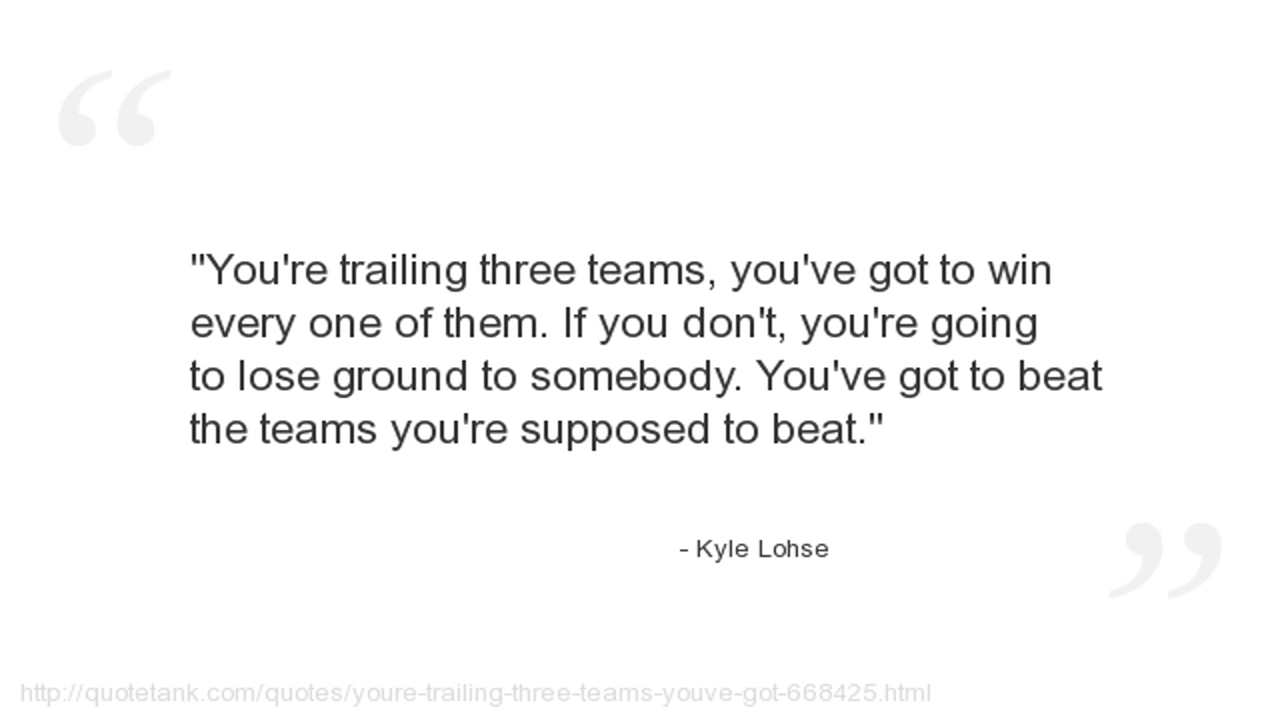 “
"You're trailing three teams, you've got to win
every one of them. If you don't, you're going
to lose ground to somebody. You've got to beat
the teams you're supposed to beat."
- Kyle Lohse
”
http://quotetank.com/quotes/youre-trailing-three-teams-youve-got-668425.html